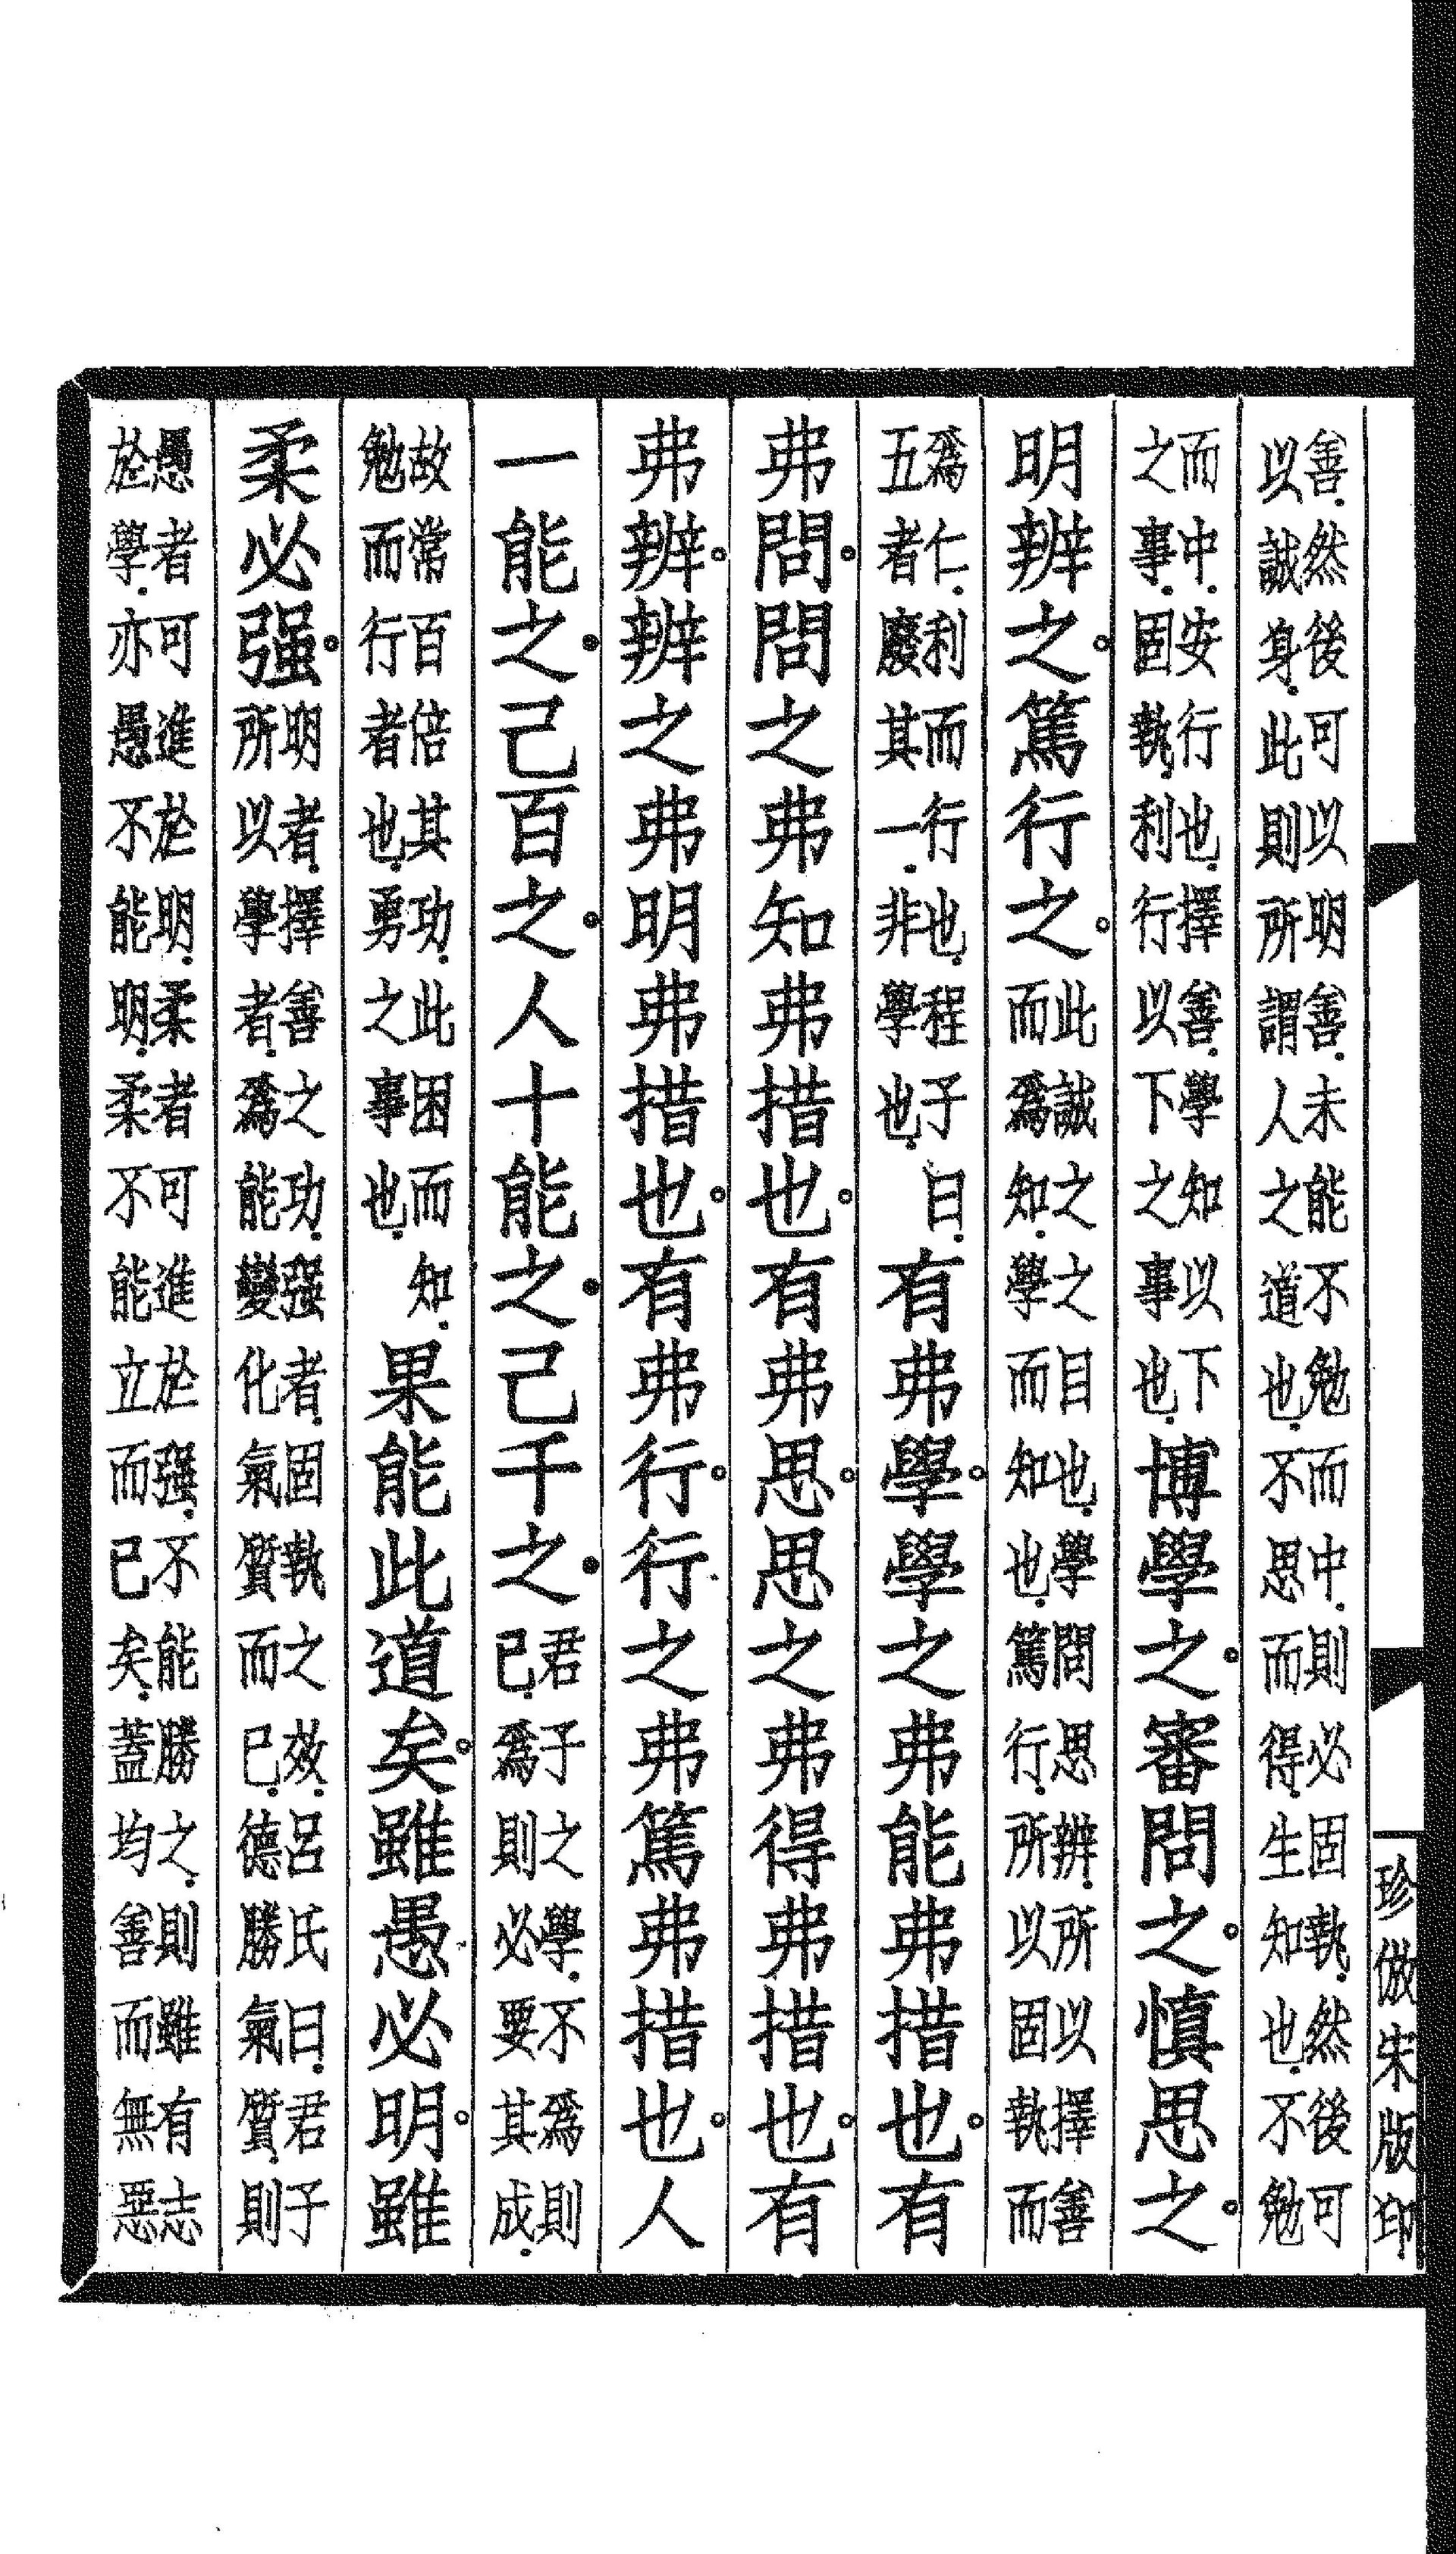 珍倣宋版印
善。然後可以明善。未能不勉而中。則必固執。然後可
以誠身。此則所謂人之道也。不思而得。生知也。不勉
而中。安行也。擇善。學知以下
之事。固執。利行以下之事也。
博學之。審問之。慎思之。
明辨之。篤行之。
此誠之之目也。學問思辨。所以擇善
而爲知。學而知也。篤行。所以固執而
爲仁。利而行也。程子曰。
五者廢其一。非學也。
有弗學。學之弗能弗措也。有
弗問。問之弗知弗措也。有弗思。思之弗得弗措也。有
弗辨。辨之弗明弗措也。有弗行。行之弗篤弗措也。人
一能之。己百之。人十能之。己千之。
君子之學。不爲則
已。爲則必要其成。
故常百倍其功。此困而知。
勉而行者也。勇之事也。
果能此道矣。雖愚必明。雖
柔必强。
明者。擇善之功。强者。固執之效。呂氏曰。君子
所以學者。爲能變化氣質而已。德勝氣質。則
愚者可進於明。柔者可進於强。不能勝之。則雖有志
於學。亦愚不能明。柔不能立而已矣。蓋均善而無惡